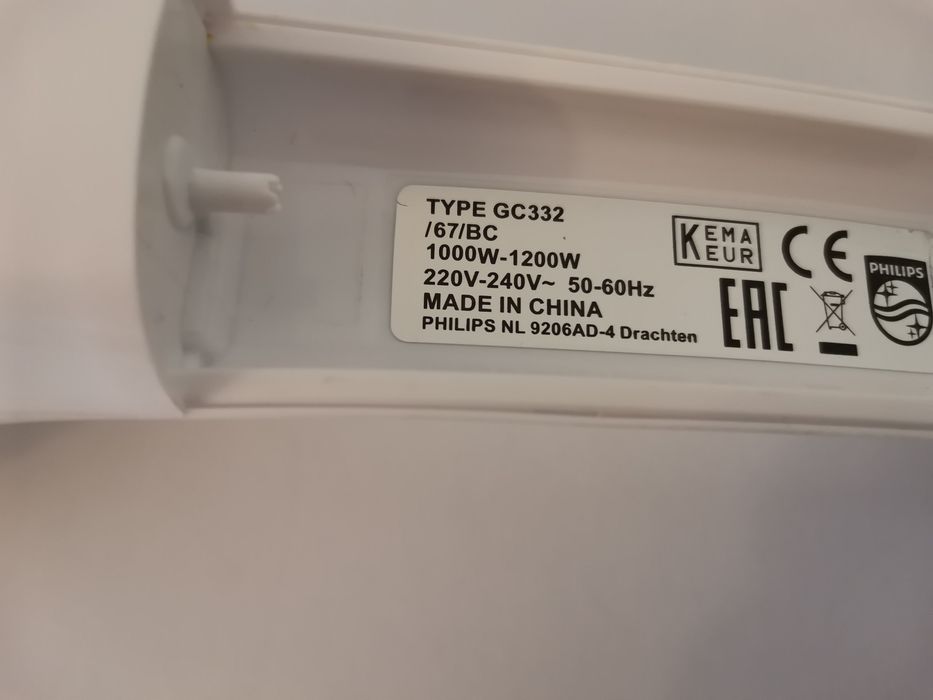 TYPE GC332
/67/BC
1000W-1200W
220V-240V~ 50-60Hz
MADE IN CHINA
PHILIPS NL 9206AD-4 Drachten
KEMA
KEUR
CE
EAC
PHILIPS